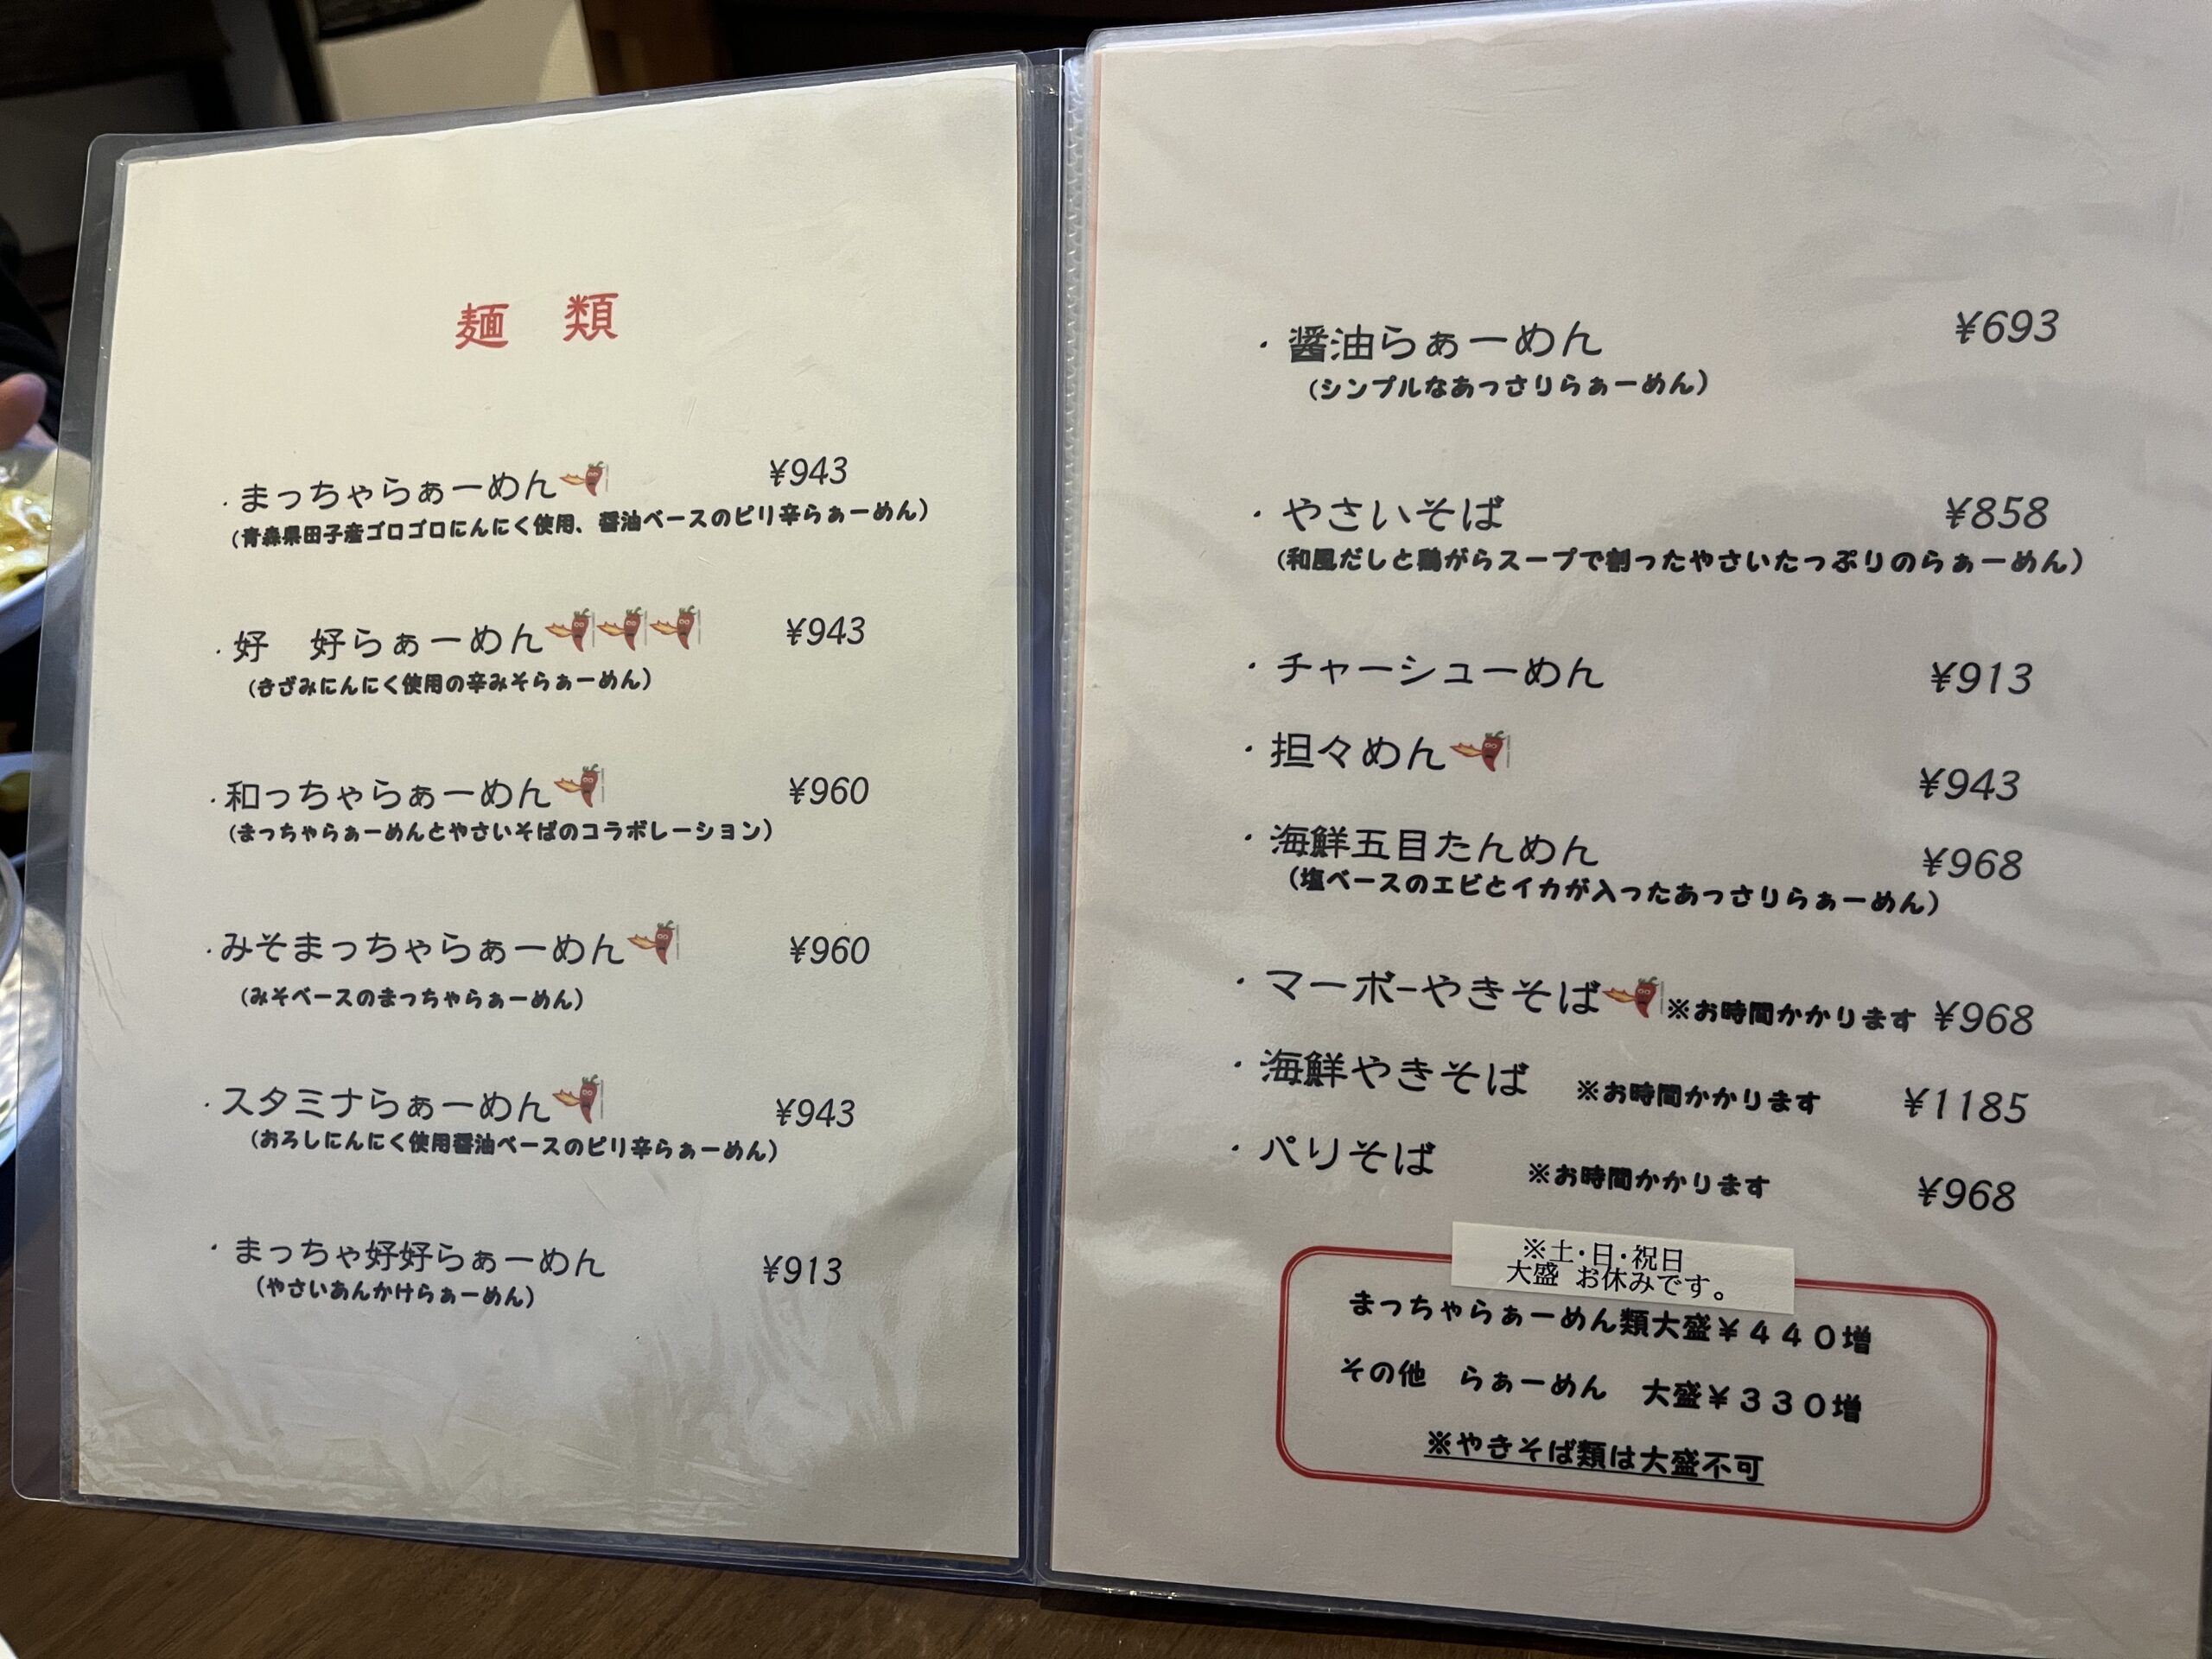 麺 類
・まっちゃらぁーめん ¥943
(青森県田子産ゴロゴロにんにく使用、醤油ベースのピリ辛らぁーめん)
・好 好らぁーめん ¥943
(きざみにんにく使用の辛みそらぁーめん)
・和っちゃらぁーめん ¥960
(まっちゃらぁーめんとやさいそばのコラボレーション)
・みそまっちゃらぁーめん ¥960
(みそベースのまっちゃらぁーめん)
・スタミナらぁーめん ¥943
(おろしにんにく使用醤油ベースのピリ辛らぁーめん)
・まっちゃ好好らぁーめん ¥913
(やさいあんかけらぁーめん)
・醤油らぁーめん ¥693
(シンプルなあっさりらぁーめん)
・やさいそば ¥858
(和風だしと鶏がらスープで割ったやさいたっぷりのらぁーめん)
・チャーシューめん ¥913
・担々めん ¥943
・海鮮五目たんめん ¥968
(塩ベースのエビとイカが入ったあっさりらぁーめん)
・マーボーやきそば ※お時間かかります ¥968
・海鮮やきそば ※お時間かかります ¥1185
・パリそば ※お時間かかります ¥968
※土・日・祝日
大盛 お休みです。
まっちゃらぁーめん類大盛¥440増
その他 らぁーめん 大盛¥330増
※やきそば類は大盛不可